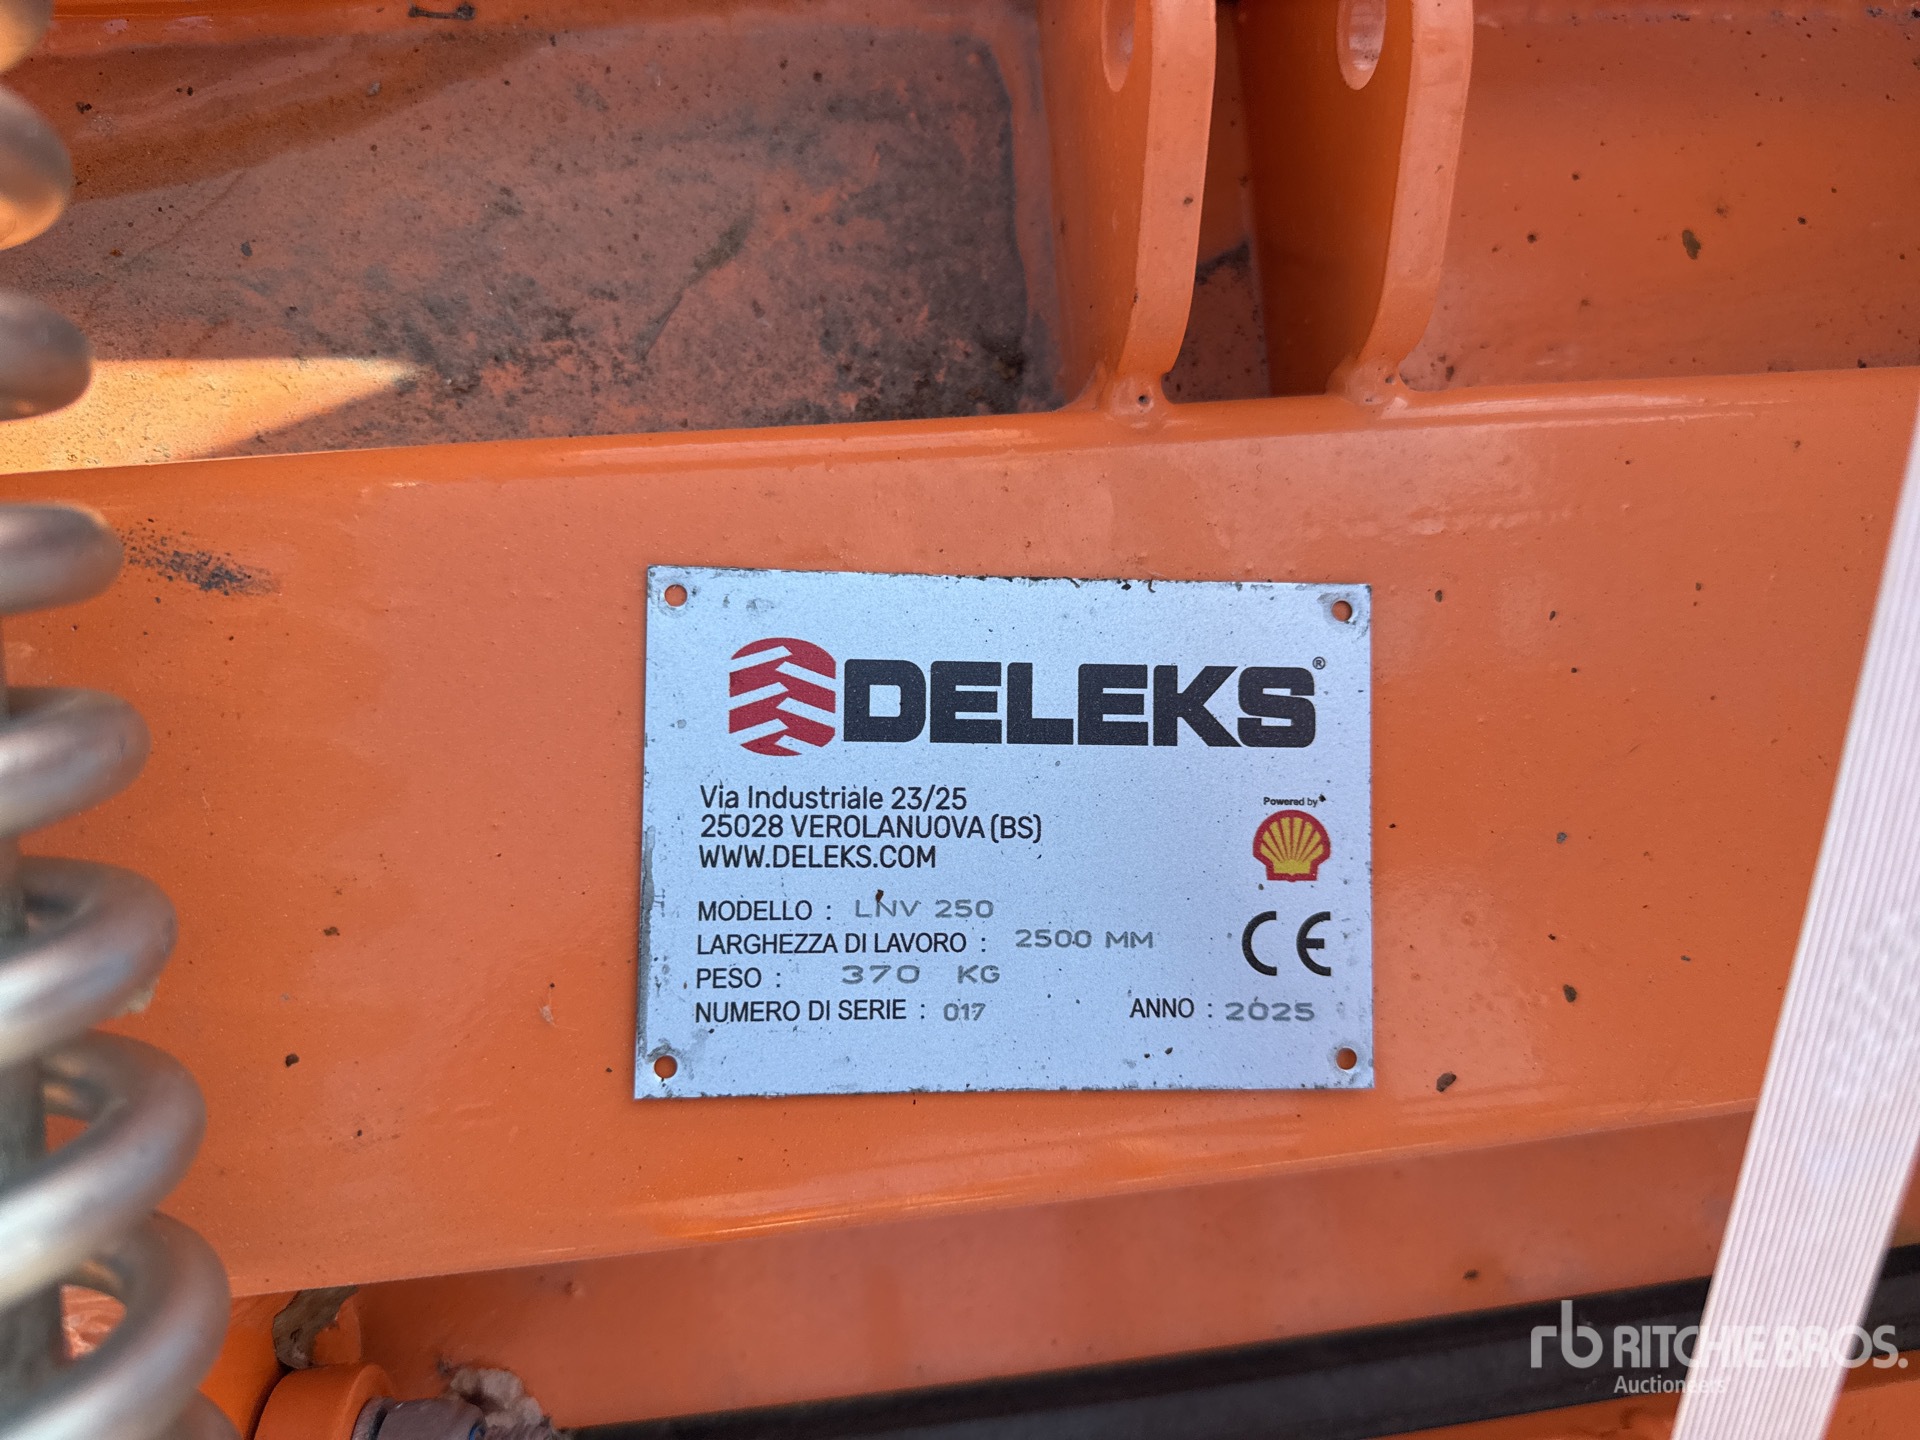 DELEKS®
Via Industriale 23/25
25028 VEROLANUOVA (BS)
WWW.DELEKS.COM
Powered by
MODELLO : LNV 250
LARGHEZZA DI LAVORO : 2500 MM
CE
PESO : 370 KG
NUMERO DI SERIE : 017 ANNO : 2025
rb RITCHIE BROS.
Auctioneers